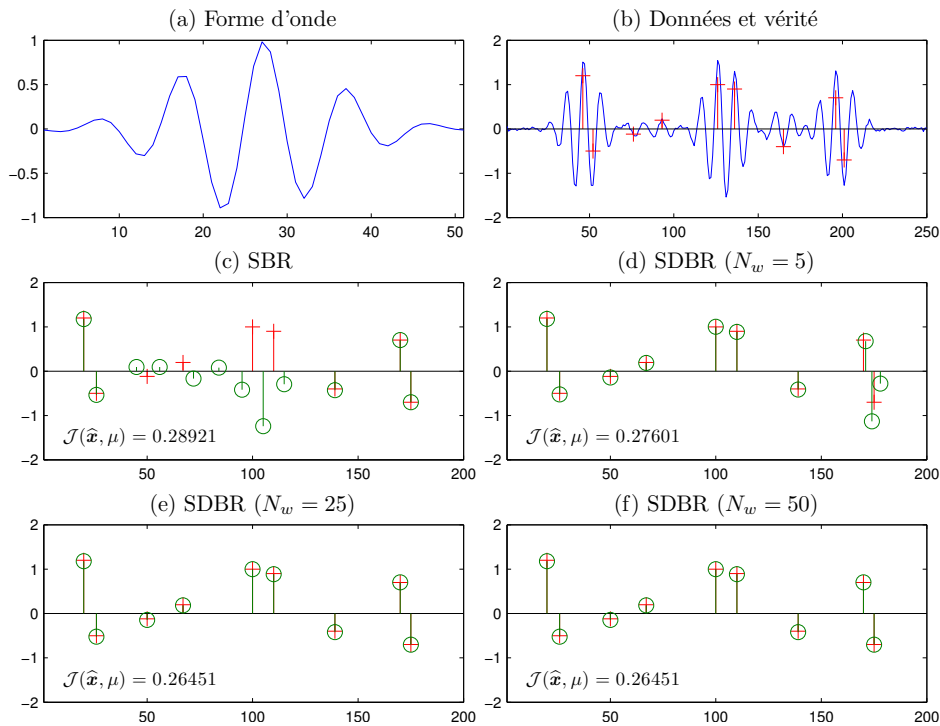 (a) Forme d'onde
1
0.5
0
−0.5
−1
10 20 30 40 50
(b) Données et vérité
2
1
0
−1
−2
50 100 150 200 250
(c) SBR
2
1
0
−1
−2
𝒥(x̂, μ) = 0.28921
50 100 150 200
(d) SDBR (N_w = 5)
2
1
0
−1
−2
𝒥(x̂, μ) = 0.27601
50 100 150 200
(e) SDBR (N_w = 25)
2
1
0
−1
−2
𝒥(x̂, μ) = 0.26451
50 100 150 200
(f) SDBR (N_w = 50)
2
1
0
−1
−2
𝒥(x̂, μ) = 0.26451
50 100 150 200